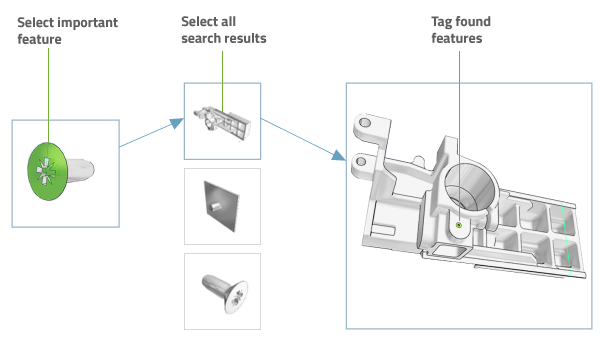 Select important
feature
Select all
search results
Tag found
features